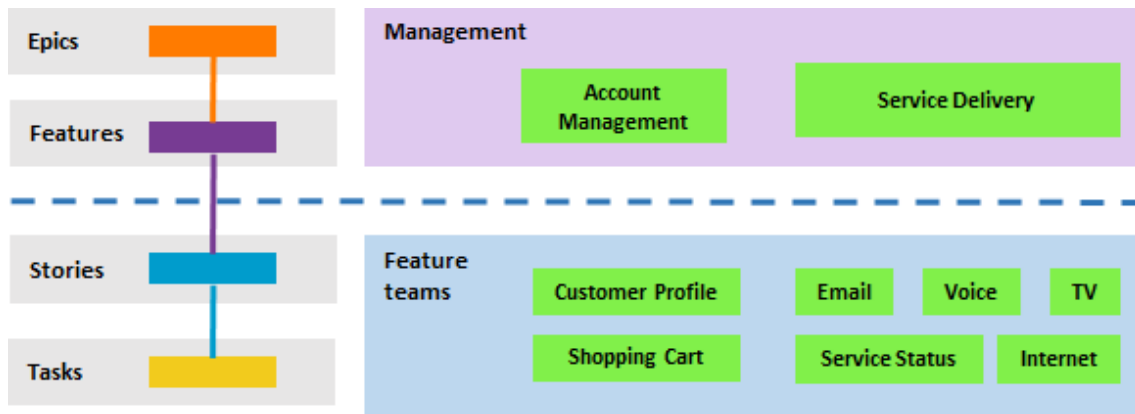 Epics
Features
Stories
Tasks
Management
Account
Management
Service Delivery
Feature
teams
Customer Profile
Email
Voice
TV
Shopping Cart
Service Status
Internet